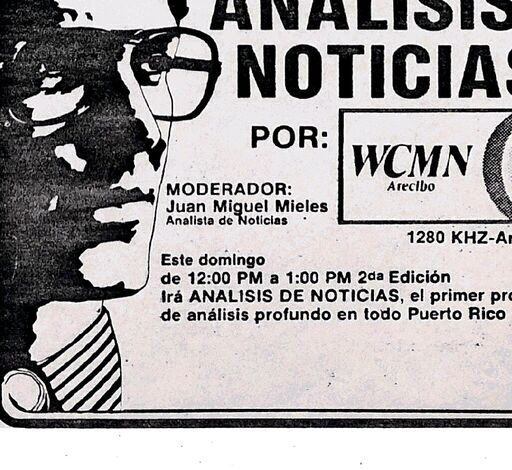 ANALISIS
NOTICIAS
POR:
WCMN
Arecibo
MODERADOR:
Juan Miguel Mieles
Analista de Noticias
1280 KHZ-Ar
Este domingo
de 12:00 PM a 1:00 PM 2da Edición
Irá ANALISIS DE NOTICIAS, el primer pro
de análisis profundo en todo Puerto Rico